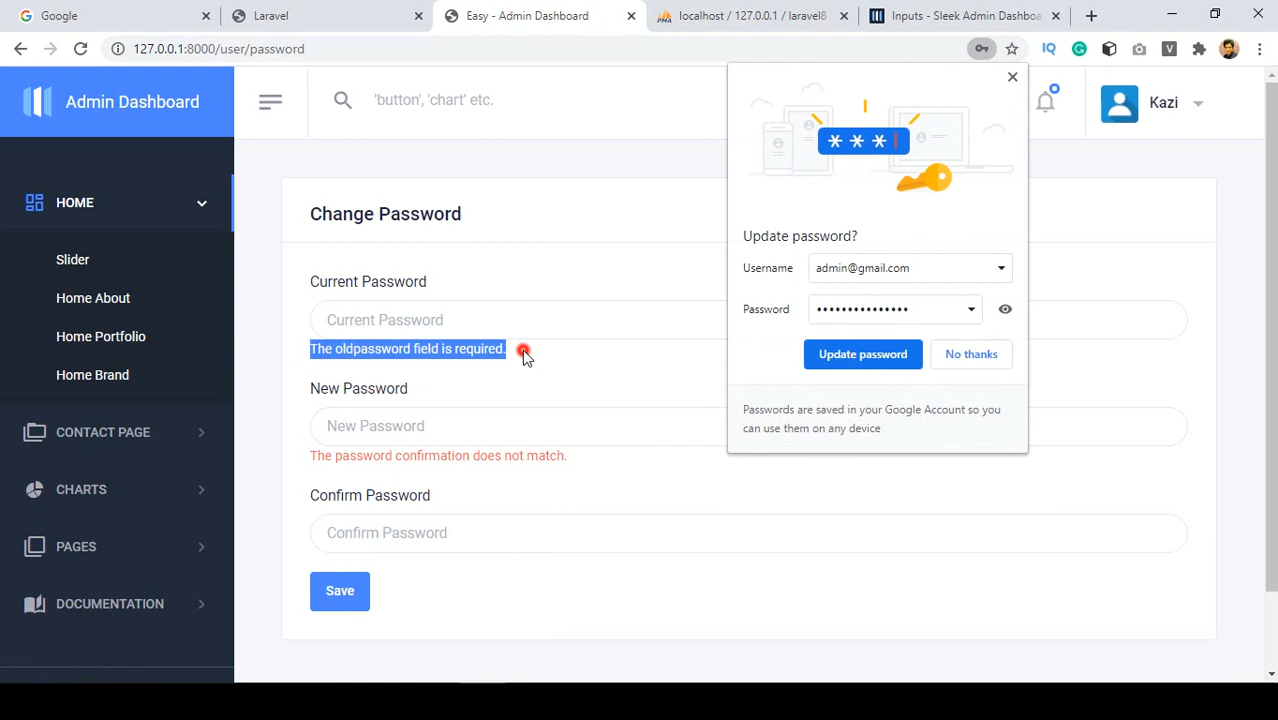 Google
Laravel
Easy - Admin Dashboard
localhost / 127.0.0.1 / laravel8
Inputs - Sleek Admin Dashboa
127.0.0.1:8000/user/password
IQ
Admin Dashboard
'button', 'chart' etc.
Kazi
HOME
Slider
Home About
Home Portfolio
Home Brand
CONTACT PAGE
CHARTS
PAGES
DOCUMENTATION
Change Password
Current Password
Current Password
The oldpassword field is required.
New Password
New Password
The password confirmation does not match.
Confirm Password
Confirm Password
Save
* * *
Update password?
Username admin@gmail.com
Password •••••••••••••••
Update password No thanks
Passwords are saved in your Google Account so you
can use them on any device